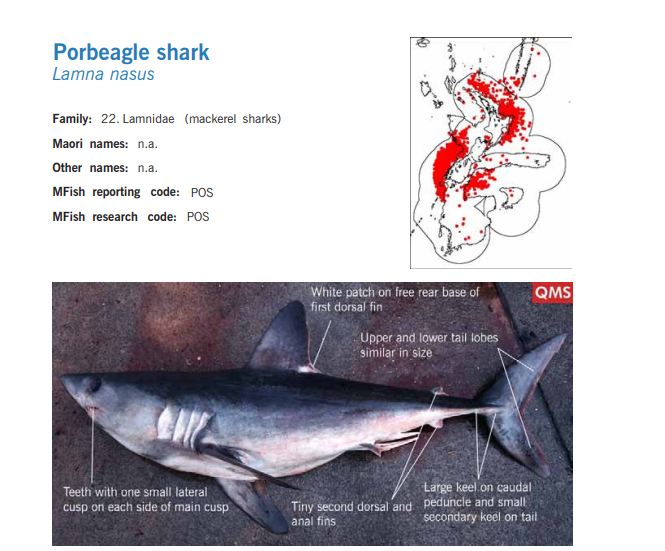 Porbeagle shark
Lamna nasus
Family: 22. Lamnidae (mackerel sharks)
Maori names: n.a.
Other names: n.a.
MFish reporting code: POS
MFish research code: POS
QMS
White patch on free rear base of
first dorsal fin
Upper and lower tail lobes
similar in size
Teeth with one small lateral
cusp on each side of main cusp
Tiny second dorsal and
anal fins
Large keel on caudal
peduncle and small
secondary keel on tail